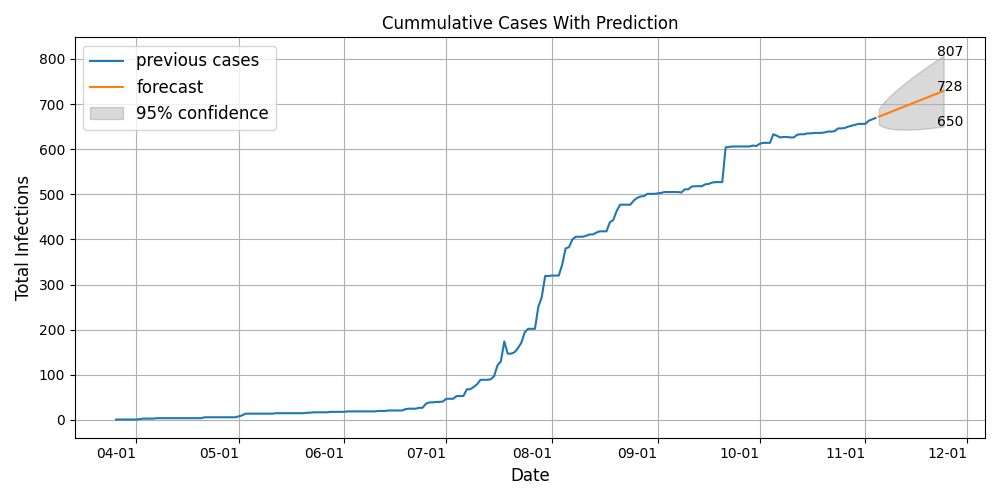 Cummulative Cases With Prediction
previous cases
forecast
95% confidence
807
728
650
Total Infections
800
700
600
500
400
300
200
100
0
04-01 05-01 06-01 07-01 08-01 09-01 10-01 11-01 12-01
Date